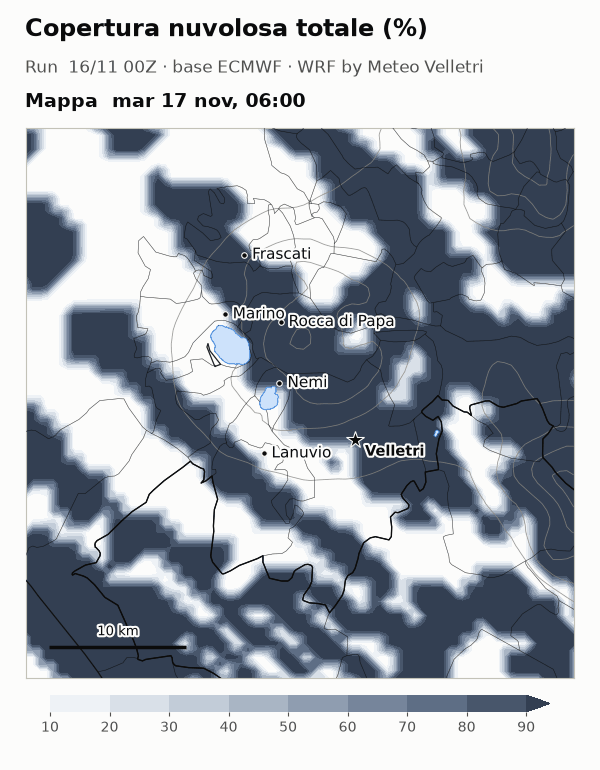 Copertura nuvolosa totale (%)
Run  16/11 00Z · base ECMWF · WRF by Meteo Velletri
Mappa  mar 17 nov, 06:00
Frascati
Marino
Rocca di Papa
Nemi
Velletri
Lanuvio
10 km
10 20 30 40 50 60 70 80 90